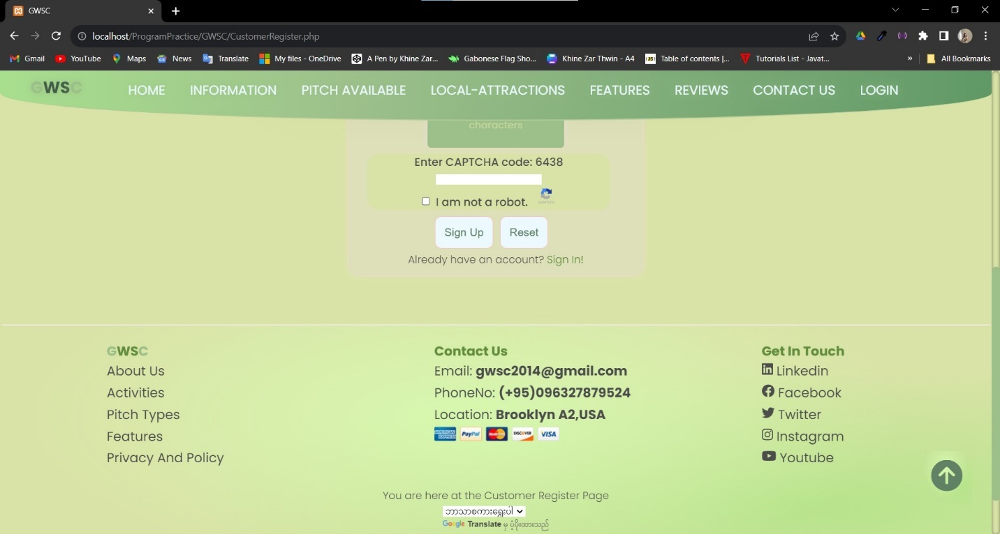 GWSC
localhost/ProgramPractice/GWSC/CustomerRegister.php
Gmail YouTube Maps News Translate My files - OneDrive A Pen by Khine Zar... Gabonese Flag Sho... Khine Zar Thwin - A4 Table of contents |... Tutorials List - Javat... » All Bookmarks
GWSC HOME INFORMATION PITCH AVAILABLE LOCAL-ATTRACTIONS FEATURES REVIEWS CONTACT US LOGIN
characters
Enter CAPTCHA code: 6438
I am not a robot.
Sign Up Reset
Already have an account? Sign In!
GWSC
About Us
Activities
Pitch Types
Features
Privacy And Policy
Contact Us
Email: gwsc2014@gmail.com
PhoneNo: (+95)096327879524
Location: Brooklyn A2,USA
AMERICAN EXPRESS PayPal MasterCard DISCOVER VISA
Get In Touch
Linkedin
Facebook
Twitter
Instagram
Youtube
You are here at the Customer Register Page
ဘာသာစကားရွေးပါ
Google Translate မှ ပံ့ပိုးထားသည်